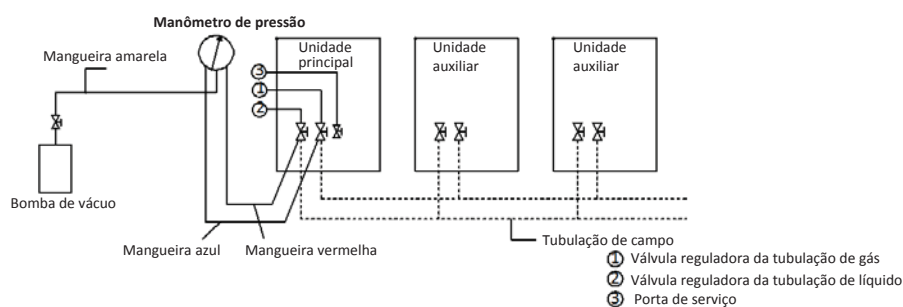 Manômetro de pressão
Mangueira amarela
Unidade
principal
Unidade
auxiliar
Unidade
auxiliar
3
1
2
Bomba de vácuo
Mangueira azul
Mangueira vermelha
Tubulação de campo
1 Válvula reguladora da tubulação de gás
2 Válvula reguladora da tubulação de líquido
3 Porta de serviço